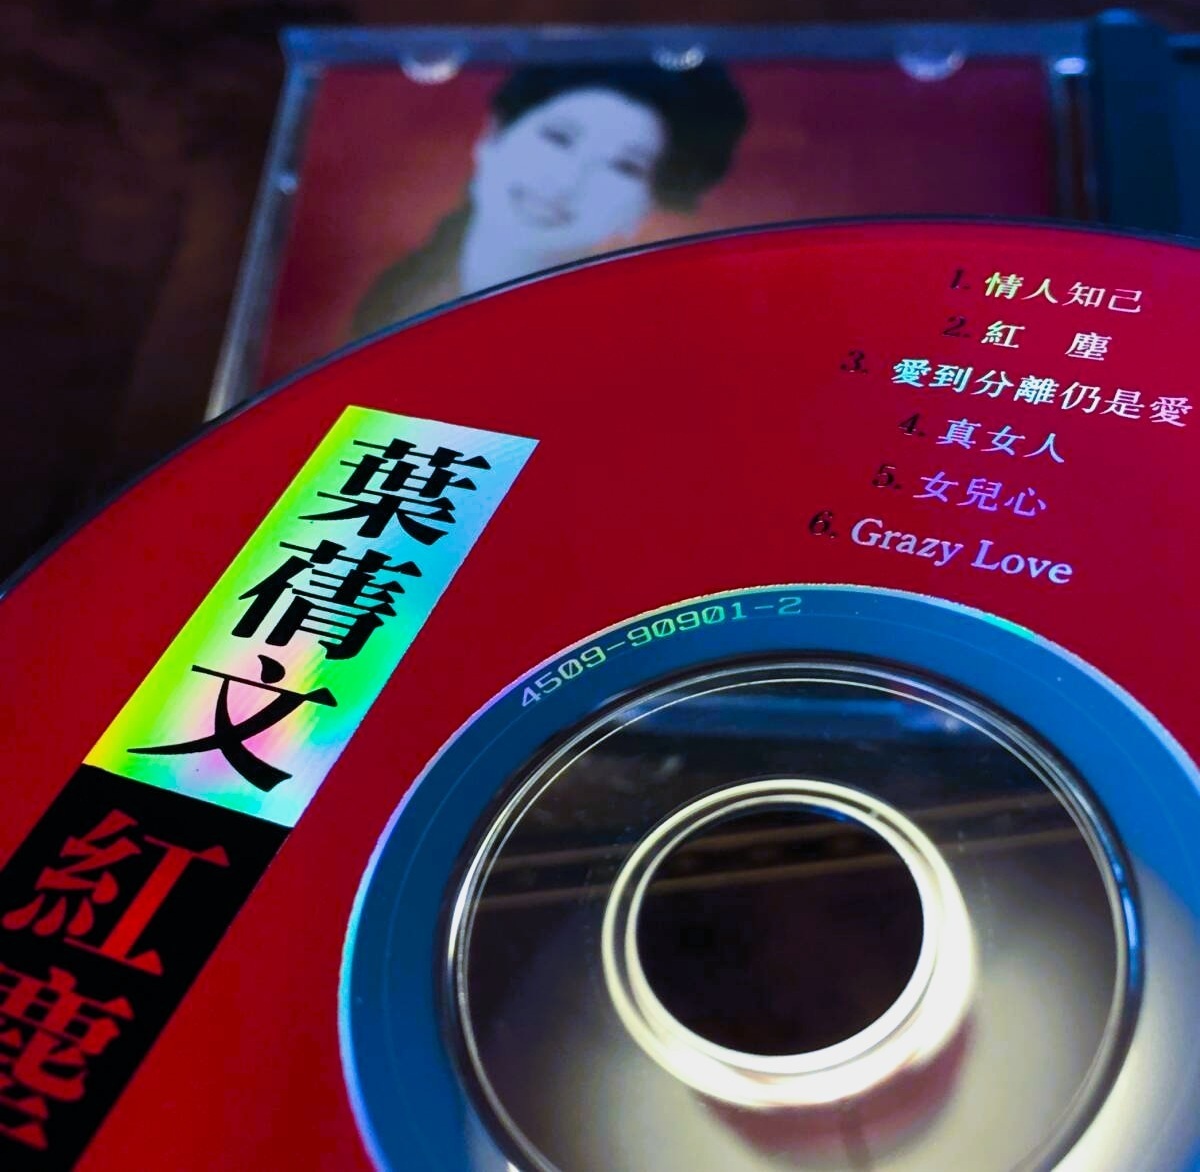 葉蒨文
紅塵
1. 情人知己
2. 紅 塵
3. 愛到分離仍是愛
4. 真女人
5. 女兒心
6. Grazy Love
4509-90901-2